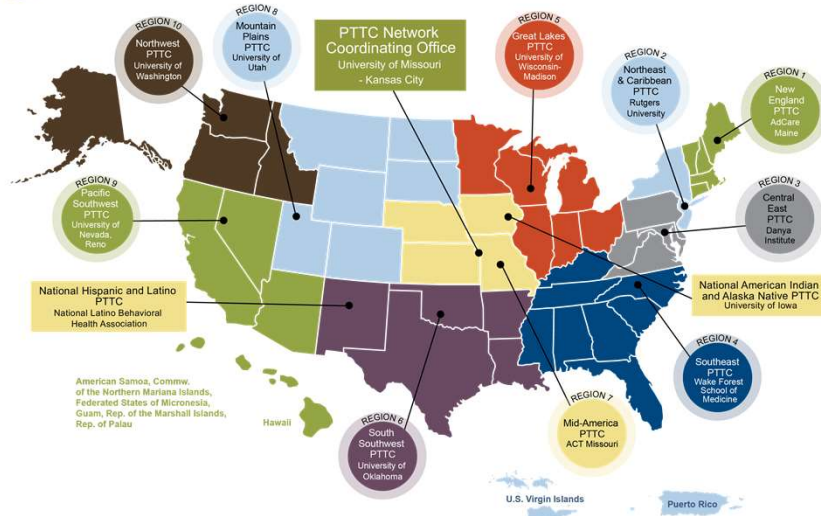 REGION 10
Northwest
PTTC
University of
Washington
REGION 8
Mountain
Plains
PTTC
University of
Utah
PTTC Network
Coordinating Office
University of Missouri
- Kansas City
REGION 5
Great Lakes
PTTC
University of
Wisconsin-
Madison
REGION 2
Northeast
& Caribbean
PTTC
Rutgers
University
REGION 1
New
England
PTTC
AdCare
Maine
REGION 9
Pacific
Southwest
PTTC
University of
Nevada,
Reno
REGION 3
Central
East
PTTC
Danya
Institute
National Hispanic and Latino
PTTC
National Latino Behavioral
Health Association
National American Indian
and Alaska Native PTTC
University of Iowa
REGION 4
Southeast
PTTC
Wake Forest
School of
Medicine
American Samoa, Commw.
of the Northern Mariana Islands,
Federated States of Micronesia,
Guam, Rep. of the Marshall Islands,
Rep. of Palau
Hawaii
REGION 6
South
Southwest
PTTC
University of
Oklahoma
REGION 7
Mid-America
PTTC
ACT Missouri
U.S. Virgin Islands
Puerto Rico